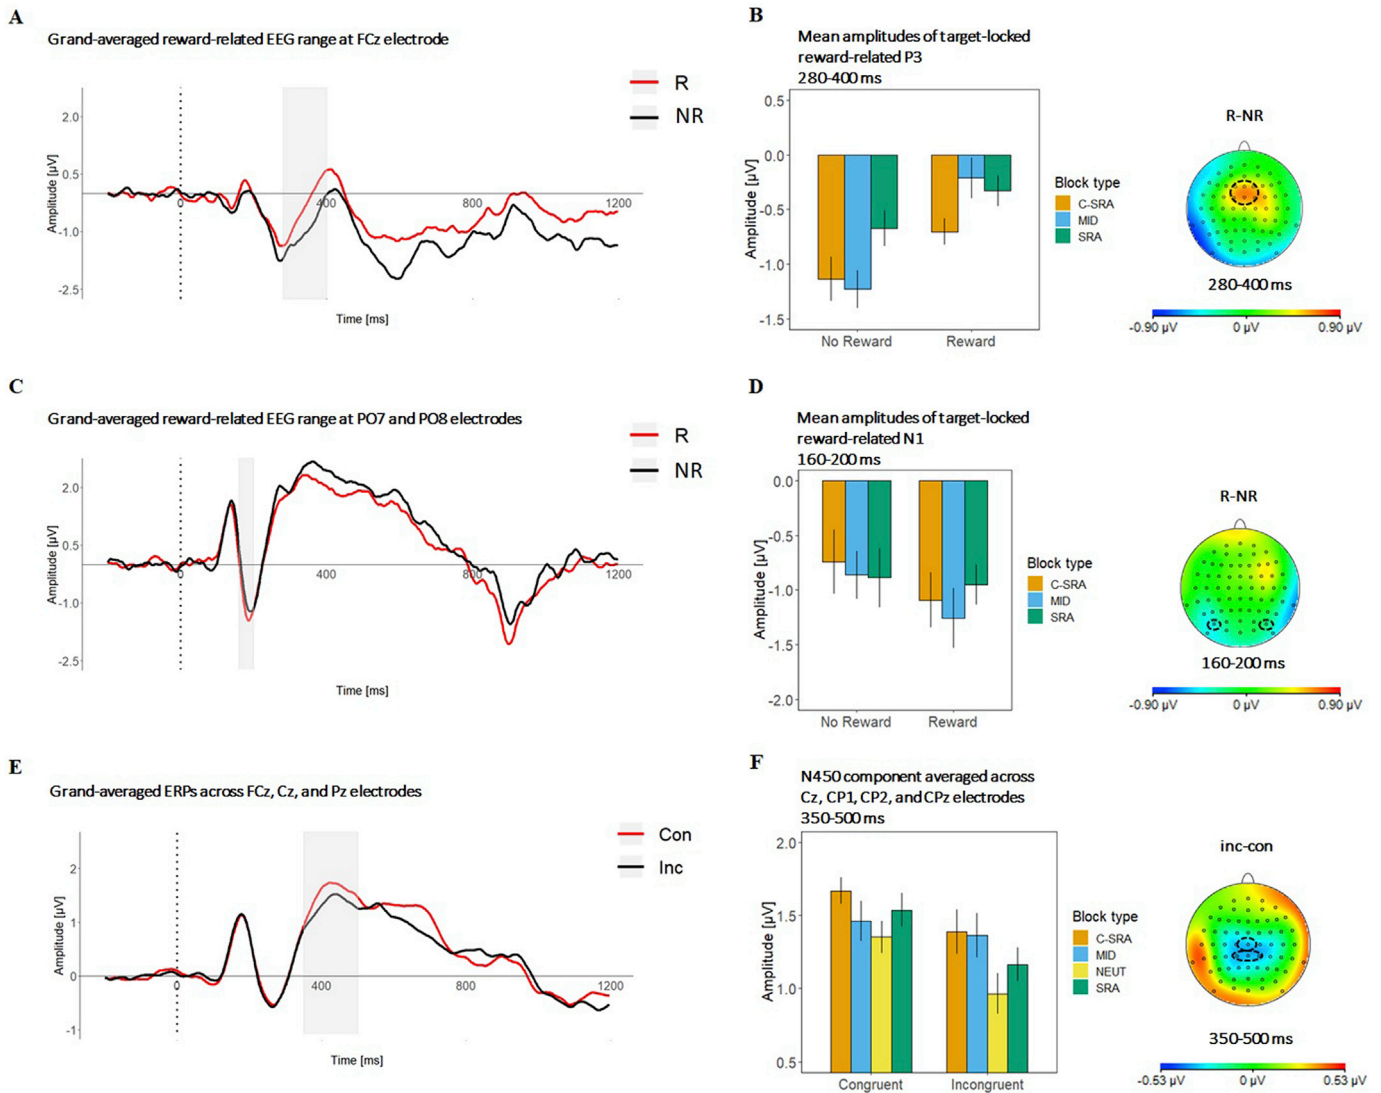 A
Grand-averaged reward-related EEG range at FCz electrode
R
NR
2.0
0.5
-1.0
-2.5
Amplitude [µV]
0
400
800
1200
Time [ms]
B
Mean amplitudes of target-locked
reward-related P3
280-400 ms
0.5
0.0
-0.5
-1.0
-1.5
Amplitude [µV]
No Reward
Reward
Block type
C-SRA
MID
SRA
R-NR
280-400 ms
-0.90 µV
0 µV
0.90 µV
C
Grand-averaged reward-related EEG range at PO7 and PO8 electrodes
R
NR
2.0
0.5
-1.0
-2.5
Amplitude [µV]
0
400
800
1200
Time [ms]
D
Mean amplitudes of target-locked
reward-related N1
160-200 ms
0.0
-0.5
-1.0
-1.5
-2.0
Amplitude [µV]
No Reward
Reward
Block type
C-SRA
MID
SRA
R-NR
160-200 ms
-0.90 µV
0 µV
0.90 µV
E
Grand-averaged ERPs across FCz, Cz, and Pz electrodes
Con
Inc
2
1
0
-1
Amplitude [µV]
0
400
800
1200
Time [ms]
F
N450 component averaged across
Cz, CP1, CP2, and CPz electrodes
350-500 ms
2.0
1.5
1.0
0.5
Amplitude [µV]
Congruent
Incongruent
Block type
C-SRA
MID
NEUT
SRA
inc-con
350-500 ms
-0.53 µV
0 µV
0.53 µV